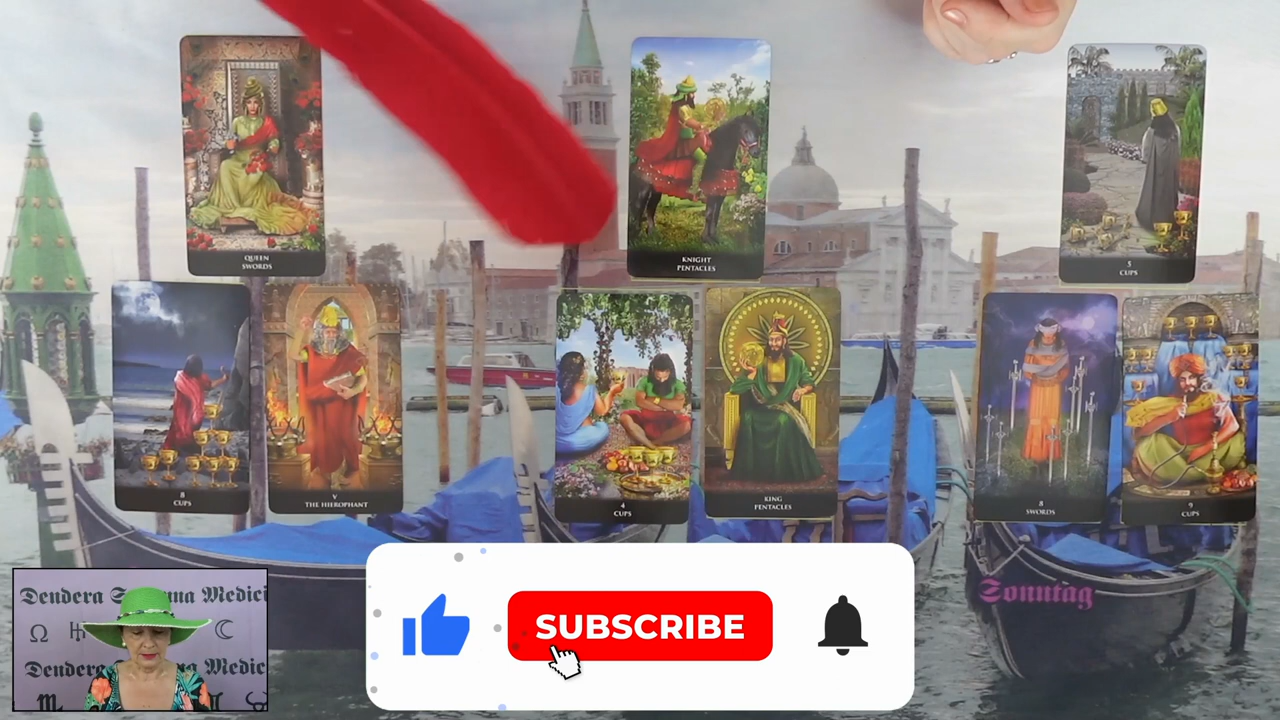 QUEEN
SWORDS
KNIGHT
PENTACLES
5
CUPS
8
CUPS
V
THE HIEROPHANT
4
CUPS
KING
PENTACLES
8
SWORDS
9
CUPS
Sonntag
SUBSCRIBE
Dendera
Medici
Dendera
Medic